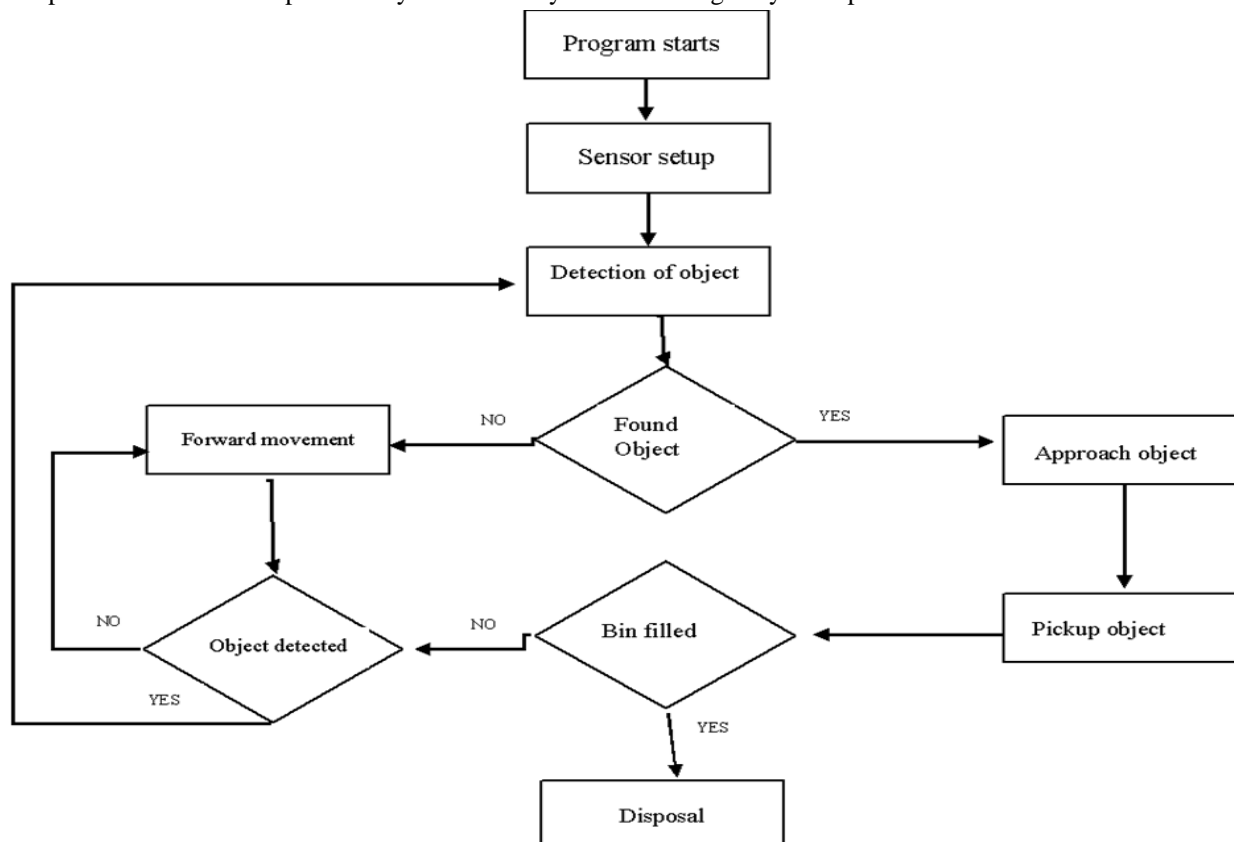 Program starts
Sensor setup
Detection of object
Found
Object
NO
YES
Forward movement
Approach object
Object detected
NO
YES
Bin filled
NO
YES
Pickup object
Disposal